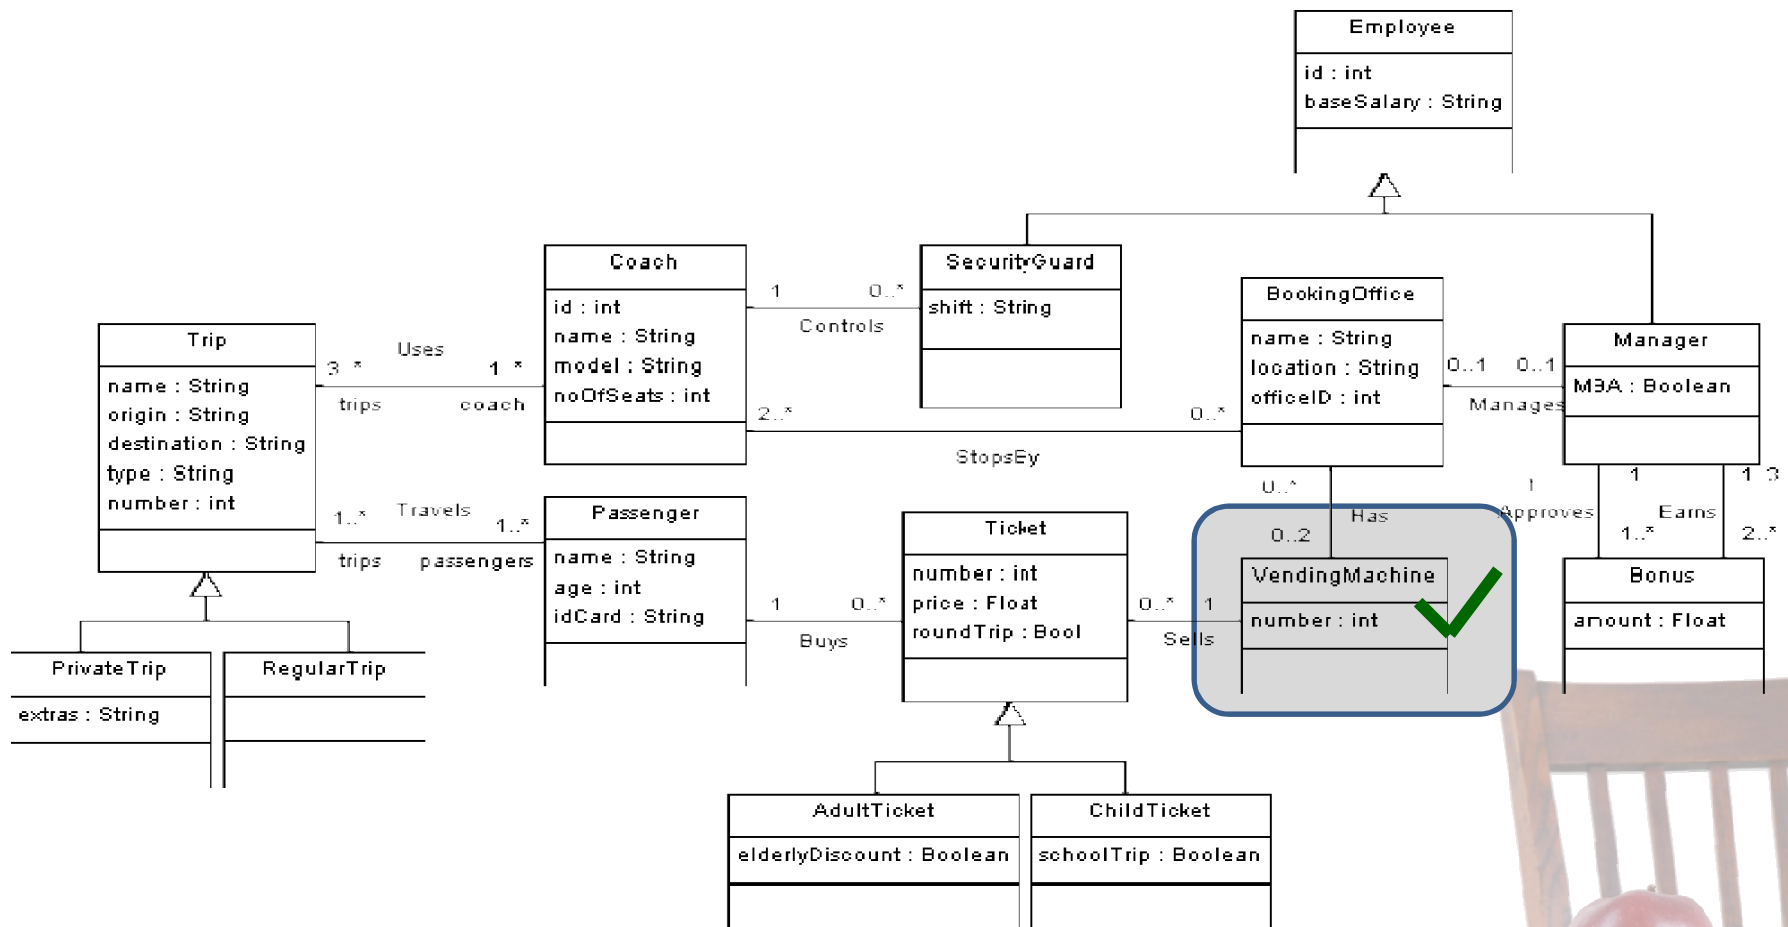 Employee
id : int
baseSalary : String
Coach
id : int
name : String
model : String
noOfSeats : int
1
0..*
Controls
SecurityGuard
shift : String
BookingOffice
name : String
location : String
officeID : int
0..1
0..1
Manages
Manager
MBA : Boolean
Trip
name : String
origin : String
destination : String
type : String
number : int
Uses
3 *
1 *
trips
coach
2..*
0..*
StopsBy
Travels
1..*
1..*
trips
passengers
Passenger
name : String
age : int
idCard : String
1
0..*
Buys
Ticket
number : int
price : Float
roundTrip : Bool
0..*
1
Sells
0..*
Has
0..2
VendingMachine
number : int
1
Approves
1
1..*
Earns
1 3
2..*
Bonus
amount : Float
PrivateTrip
extras : String
RegularTrip
AdultTicket
elderlyDiscount : Boolean
ChildTicket
schoolTrip : Boolean